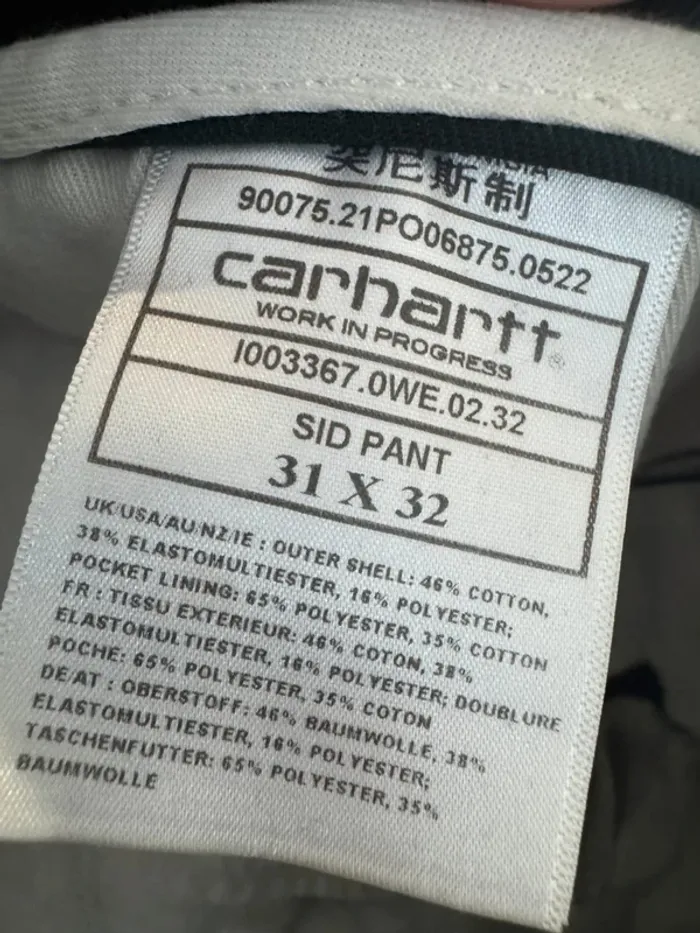 尼斯制
90075.21PO06875.0522
carhartt
WORK IN PROGRESS
I003367.0WE.02.32
SID PANT
31 X 32
UK/USA/AU/NZ/IE : OUTER SHELL: 46% COTTON,
38% ELASTOMULTIESTER, 16% POLYESTER;
POCKET LINING: 65% POLYESTER, 35% COTTON
FR : TISSU EXTERIEUR: 46% COTON, 38%
ELASTOMULTIESTER, 16% POLYESTER; DOUBLURE
POCHE: 65% POLYESTER, 35% COTON
DE/AT : OBERSTOFF: 46% BAUMWOLLE, 38%
ELASTOMULTIESTER, 16% POLYESTER;
TASCHENFUTTER: 65% POLYESTER, 35%
BAUMWOLLE